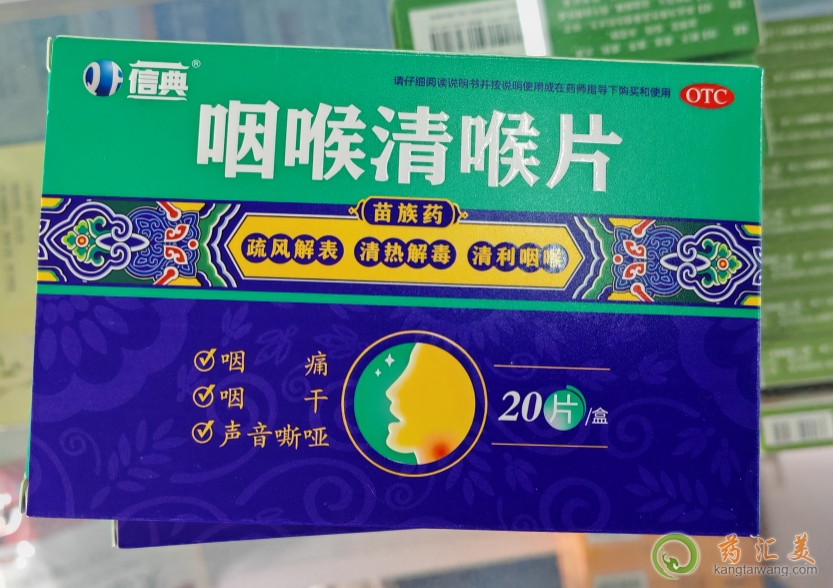 信典®
请仔细阅读说明书并按说明使用或在药师指导下购买和使用
OTC
咽喉清喉片
苗族药
疏风解表 清热解毒 清利咽喉
咽 痛
咽 干
声音嘶哑
20片/盒
药汇美
kangfaiwang.com